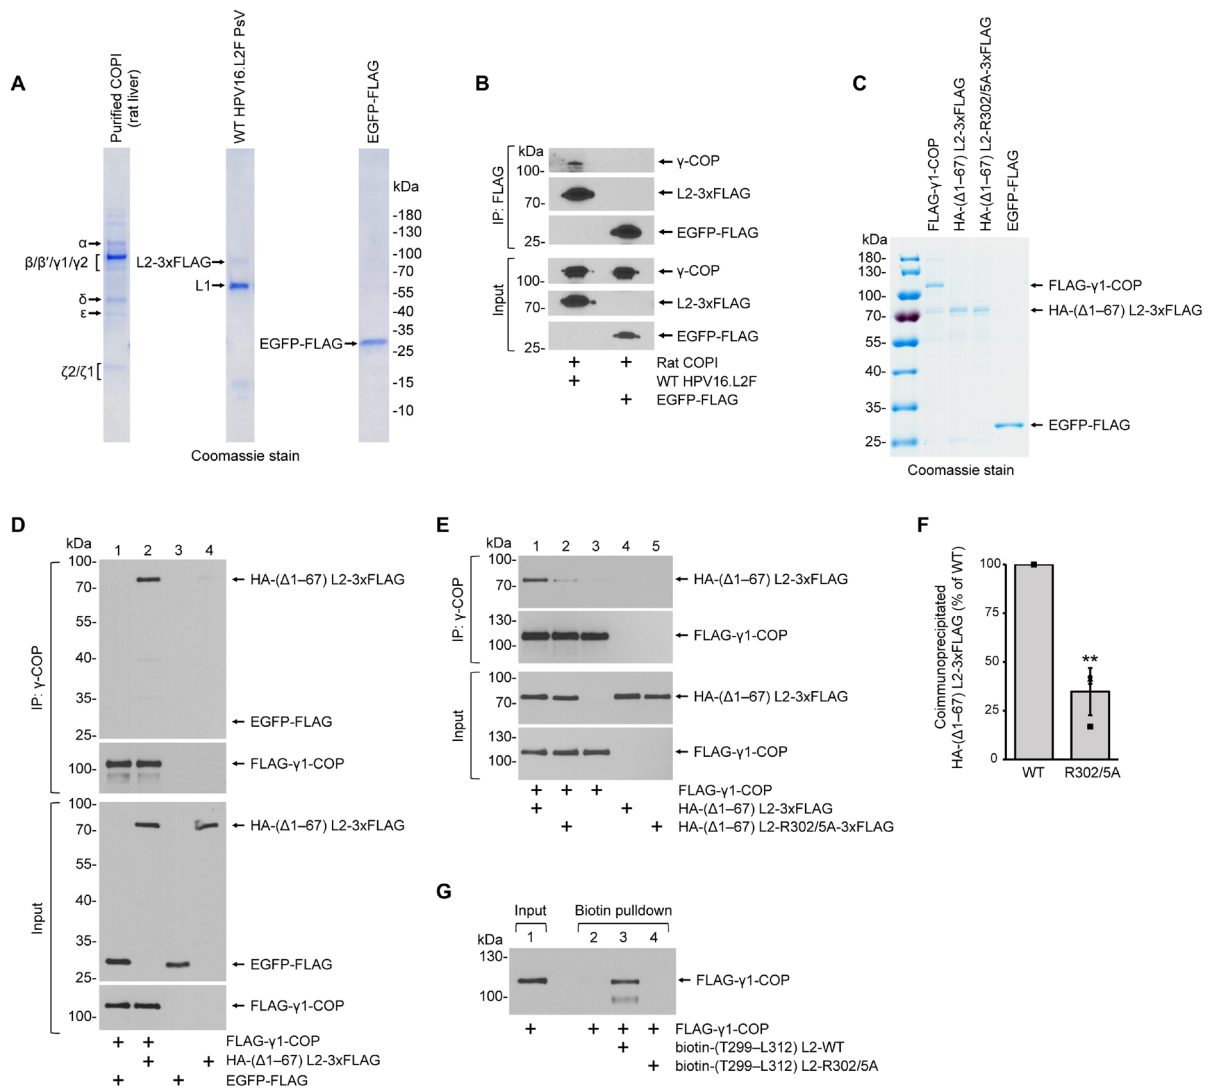 A
Purified COPI
(rat liver)
WT HPV16.L2F PsV
EGFP-FLAG
kDa
-180
-130
-100
-70
-55
-40
-35
-25
-15
-10
α
β/β′/γ1/γ2
δ
ε
ζ2/ζ1
L2-3xFLAG
L1
EGFP-FLAG
Coomassie stain
B
IP: FLAG
kDa
100-
70-
25-
γ-COP
L2-3xFLAG
EGFP-FLAG
Input
100-
70-
25-
γ-COP
L2-3xFLAG
EGFP-FLAG
+ + Rat COPI
+ WT HPV16.L2F
+ EGFP-FLAG
C
FLAG-γ1-COP
HA-(Δ1–67) L2-3xFLAG
HA-(Δ1–67) L2-R302/5A-3xFLAG
EGFP-FLAG
kDa
180-
130-
100-
70-
55-
40-
35-
25-
FLAG-γ1-COP
HA-(Δ1–67) L2-3xFLAG
EGFP-FLAG
Coomassie stain
D
kDa
1 2 3 4
IP: γ-COP
100-
70-
55-
40-
35-
25-
100-
HA-(Δ1–67) L2-3xFLAG
EGFP-FLAG
FLAG-γ1-COP
Input
100-
70-
55-
40-
35-
25-
100-
HA-(Δ1–67) L2-3xFLAG
EGFP-FLAG
FLAG-γ1-COP
+ + FLAG-γ1-COP
+ + HA-(Δ1–67) L2-3xFLAG
+ + EGFP-FLAG
E
kDa
1 2 3 4 5
IP: γ-COP
100-
70-
130-
100-
HA-(Δ1–67) L2-3xFLAG
FLAG-γ1-COP
Input
100-
70-
130-
100-
HA-(Δ1–67) L2-3xFLAG
FLAG-γ1-COP
+ + + FLAG-γ1-COP
+ + HA-(Δ1–67) L2-3xFLAG
+ + HA-(Δ1–67) L2-R302/5A-3xFLAG
F
Coimmunoprecipitated
HA-(Δ1–67) L2-3xFLAG (% of WT)
100
75
50
25
0
**
WT R302/5A
G
Input Biotin pulldown
kDa
1 2 3 4
130-
100-
FLAG-γ1-COP
+ + + + FLAG-γ1-COP
+ biotin-(T299–L312) L2-WT
+ biotin-(T299–L312) L2-R302/5A